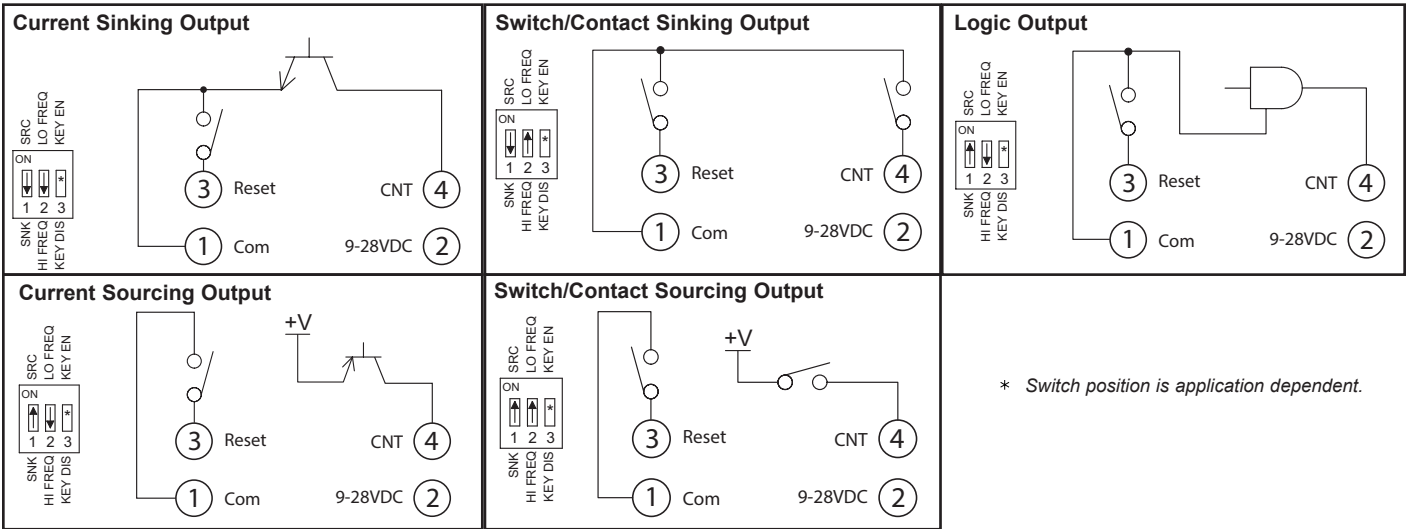 Current Sinking Output
SRC
LO FREQ
KEY EN
ON
*
1 2 3
SNK
HI FREQ
KEY DIS
3 Reset
CNT 4
1 Com
9-28VDC 2
Switch/Contact Sinking Output
SRC
LO FREQ
KEY EN
ON
*
1 2 3
SNK
HI FREQ
KEY DIS
3 Reset
CNT 4
1 Com
9-28VDC 2
Logic Output
SRC
LO FREQ
KEY EN
ON
*
1 2 3
SNK
HI FREQ
KEY DIS
3 Reset
CNT 4
1 Com
9-28VDC 2
Current Sourcing Output
SRC
LO FREQ
KEY EN
ON
*
1 2 3
SNK
HI FREQ
KEY DIS
+V
3 Reset
CNT 4
1 Com
9-28VDC 2
Switch/Contact Sourcing Output
SRC
LO FREQ
KEY EN
ON
*
1 2 3
SNK
HI FREQ
KEY DIS
+V
3 Reset
CNT 4
1 Com
9-28VDC 2
* Switch position is application dependent.